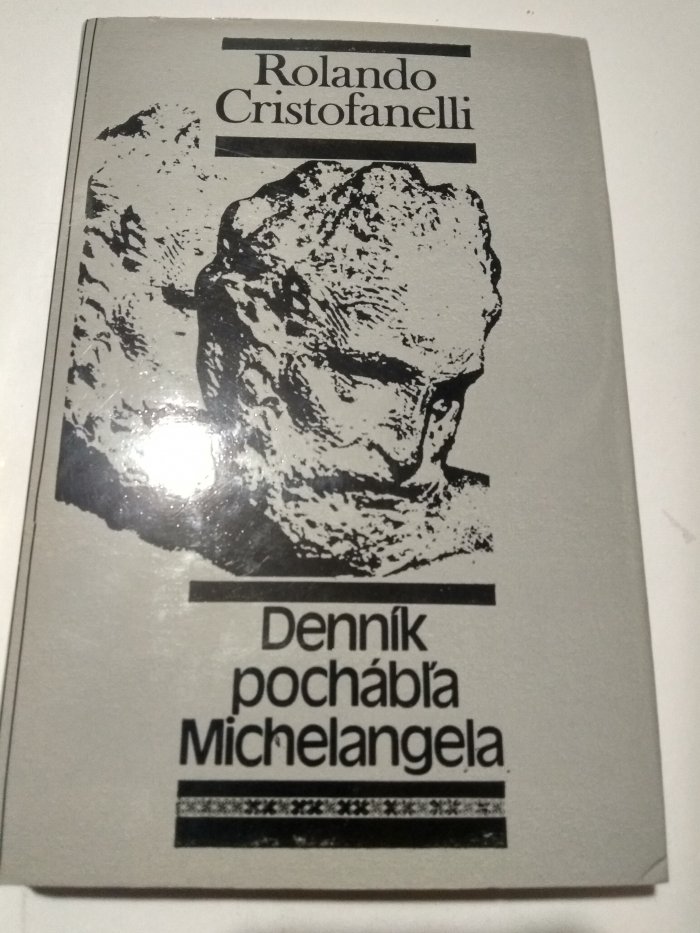 Rolando
Cristofanelli
Denník
pochábľa
Michelangela